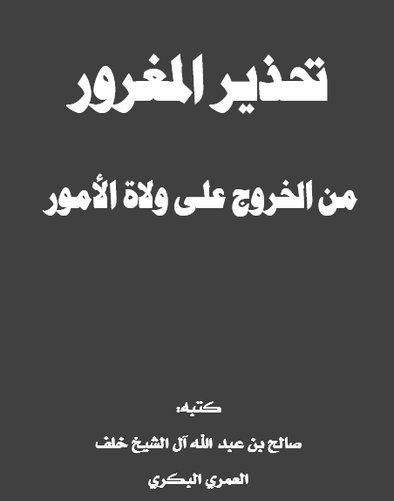 تحذير المغرور
من الخروج على ولاة الأمور
كتبه:
صالح بن عبد الله آل الشيخ خلف
العمري البكري